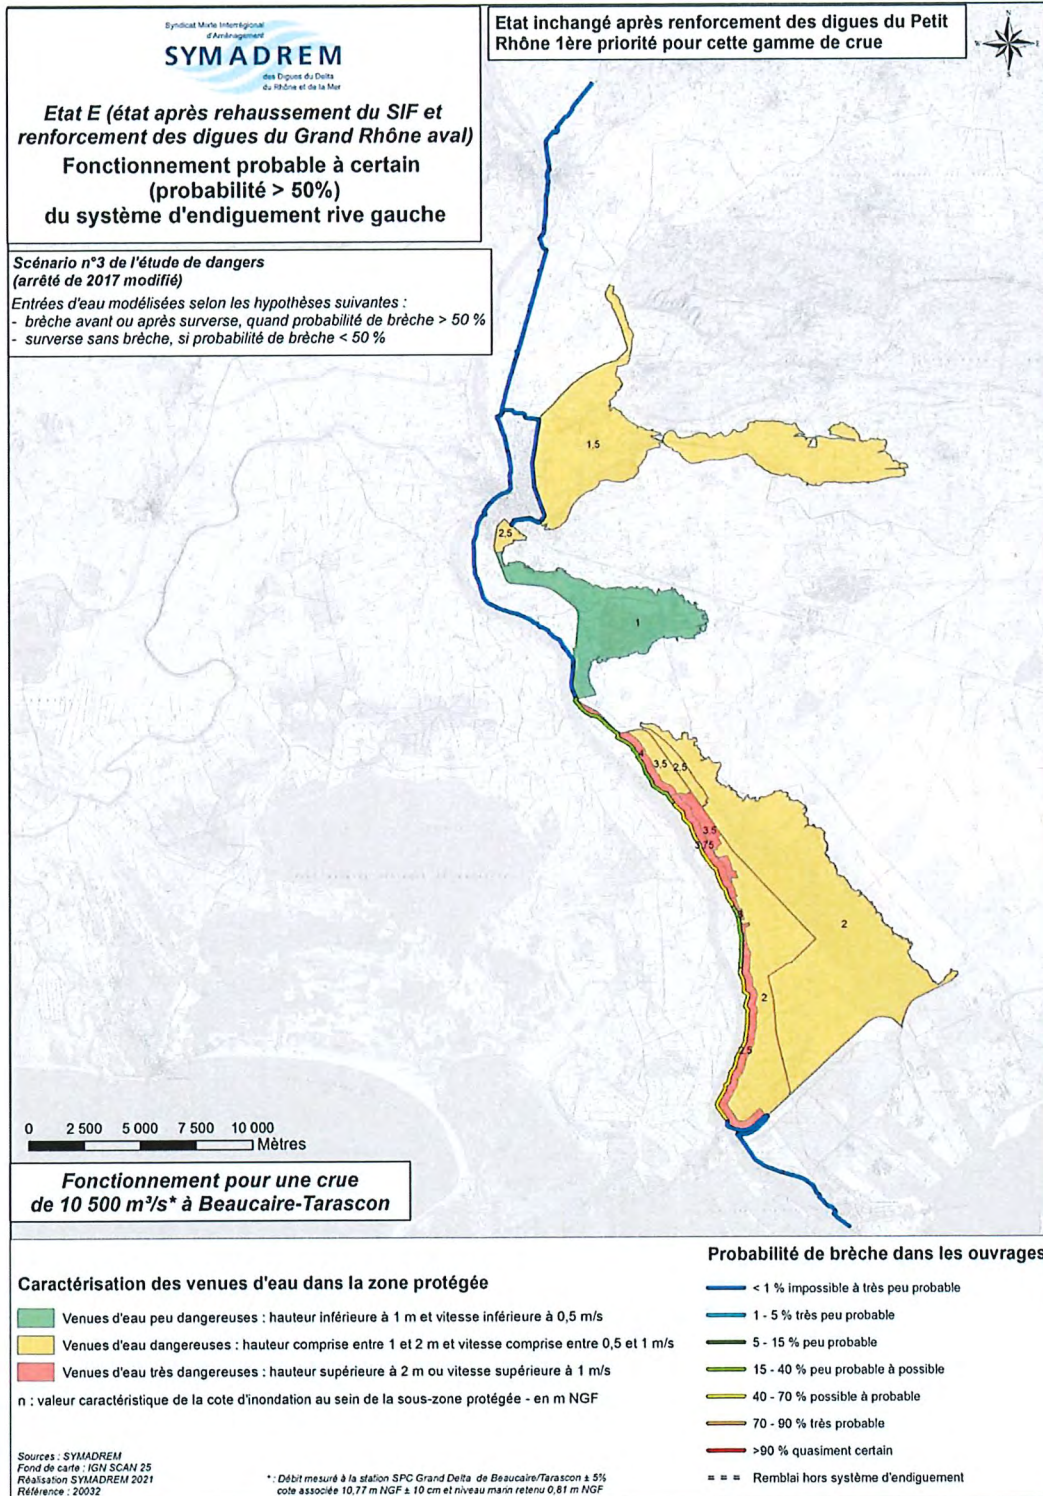 Syndicat Mixte Interrégional
d'Aménagement
SYMADREM
des Digues du Delta
du Rhône et de la Mer
Etat E (état après rehaussement du SIF et
renforcement des digues du Grand Rhône aval)
Fonctionnement probable à certain
(probabilité > 50%)
du système d'endiguement rive gauche
Etat inchangé après renforcement des digues du Petit
Rhône 1ère priorité pour cette gamme de crue
N
S
Scénario n°3 de l'étude de dangers
(arrêté de 2017 modifié)
Entrées d'eau modélisées selon les hypothèses suivantes :
- brèche avant ou après surverse, quand probabilité de brèche > 50 %
- surverse sans brèche, si probabilité de brèche < 50 %
1,5
2,5
1
4
3,5
2,5
3,5
3,75
2
2
2,5
0 2 500 5 000 7 500 10 000
Mètres
Fonctionnement pour une crue
de 10 500 m³/s* à Beaucaire-Tarascon
Caractérisation des venues d'eau dans la zone protégée
Venues d'eau peu dangereuses : hauteur inférieure à 1 m et vitesse inférieure à 0,5 m/s
Venues d'eau dangereuses : hauteur comprise entre 1 et 2 m et vitesse comprise entre 0,5 et 1 m/s
Venues d'eau très dangereuses : hauteur supérieure à 2 m ou vitesse supérieure à 1 m/s
n : valeur caractéristique de la cote d'inondation au sein de la sous-zone protégée - en m NGF
Probabilité de brèche dans les ouvrages
< 1 % impossible à très peu probable
1 - 5 % très peu probable
5 - 15 % peu probable
15 - 40 % peu probable à possible
40 - 70 % possible à probable
70 - 90 % très probable
>90 % quasiment certain
Remblai hors système d'endiguement
Sources : SYMADREM
Fond de carte : IGN SCAN 25
Réalisation SYMADREM 2021
Référence : 20032
* : Débit mesuré à la station SPC Grand Delta de Beaucaire/Tarascon ± 5%
cote associée 10,77 m NGF ± 10 cm et niveau marin retenu 0,81 m NGF